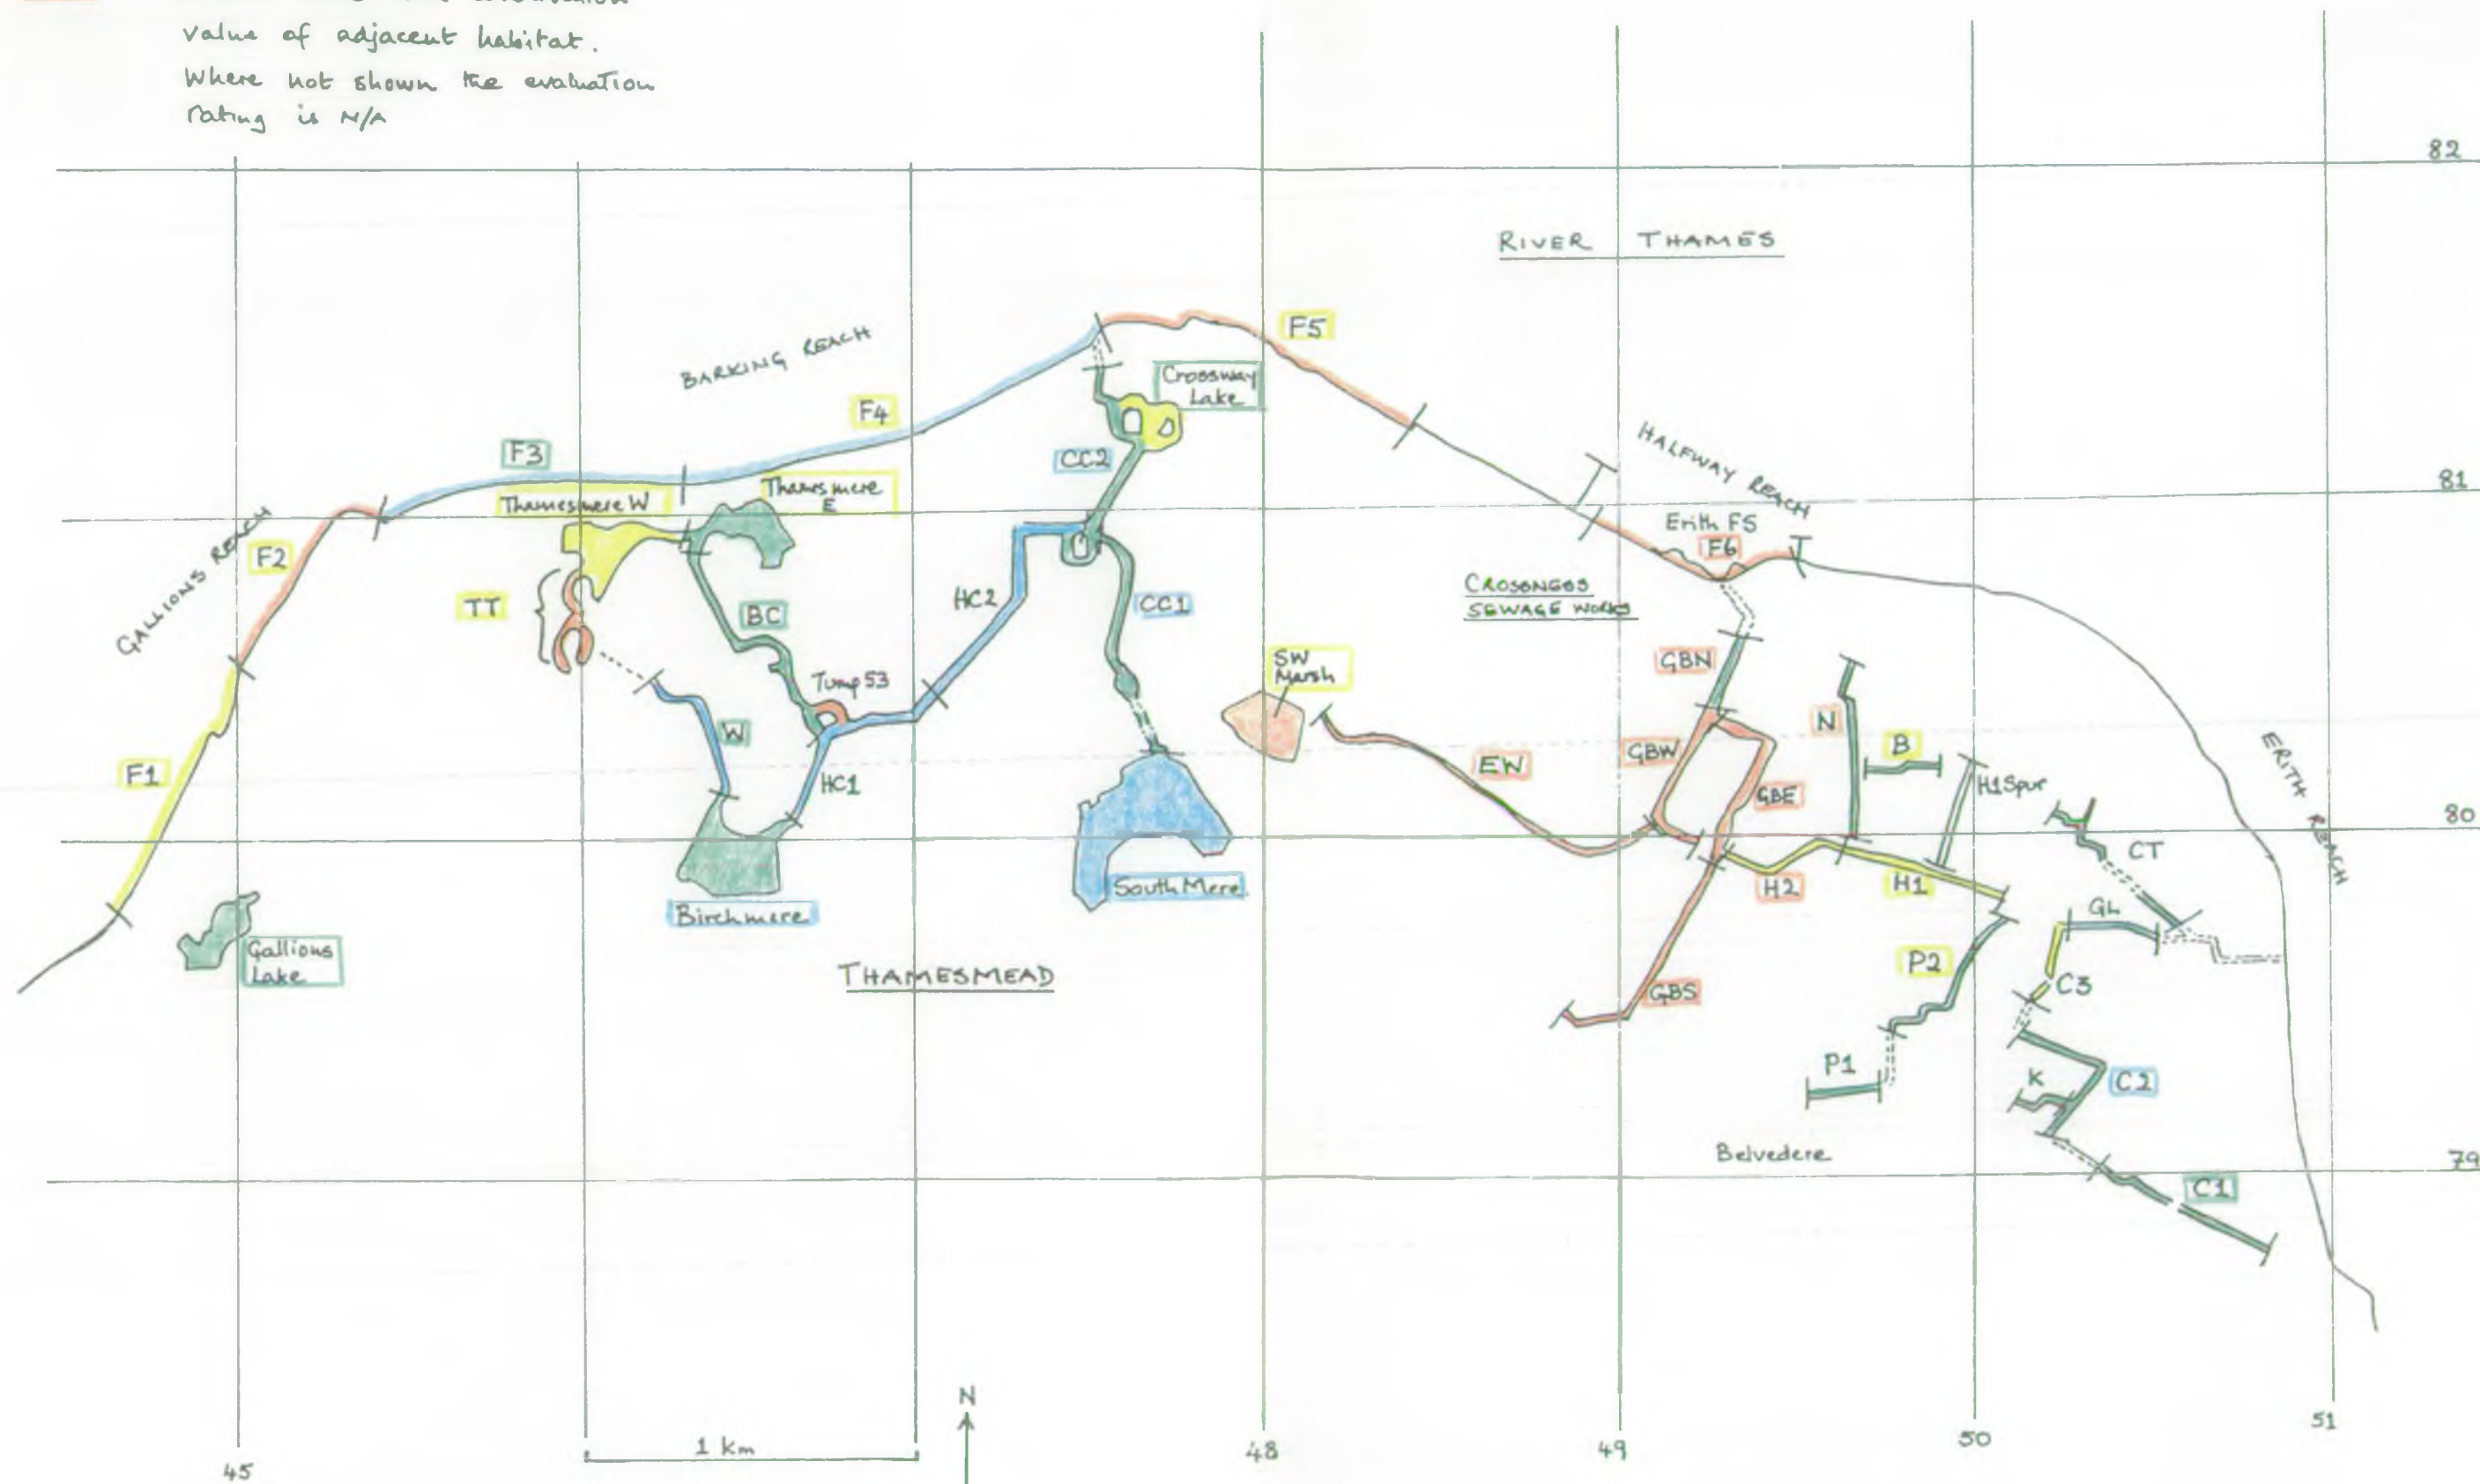 value of adjacent habitat.
Where not shown the evaluation
rating is N/A
82
RIVER THAMES
BARKING REACH
F5
Crossway
Lake
F4
F3
CC2
HALFWAY REACH
81
Thamesmere W
Thamesmere
E
Erith FS
F6
GALLIONS REACH
F2
CROSSNESS
SEWAGE WORKS
TT
BC
HC2
CC1
SW
Marsh
GBN
Tump 53
N
W
GBW
B
ERITH REACH
F1
HC1
EW
GBE
H1 Spur
80
CT
H2
H1
South Mere
Birchmere
GL
Gallions
Lake
THAMESMEAD
P2
GBS
C3
P1
K
C2
Belvedere
79
C1
N
1 km
45
48
49
50
51